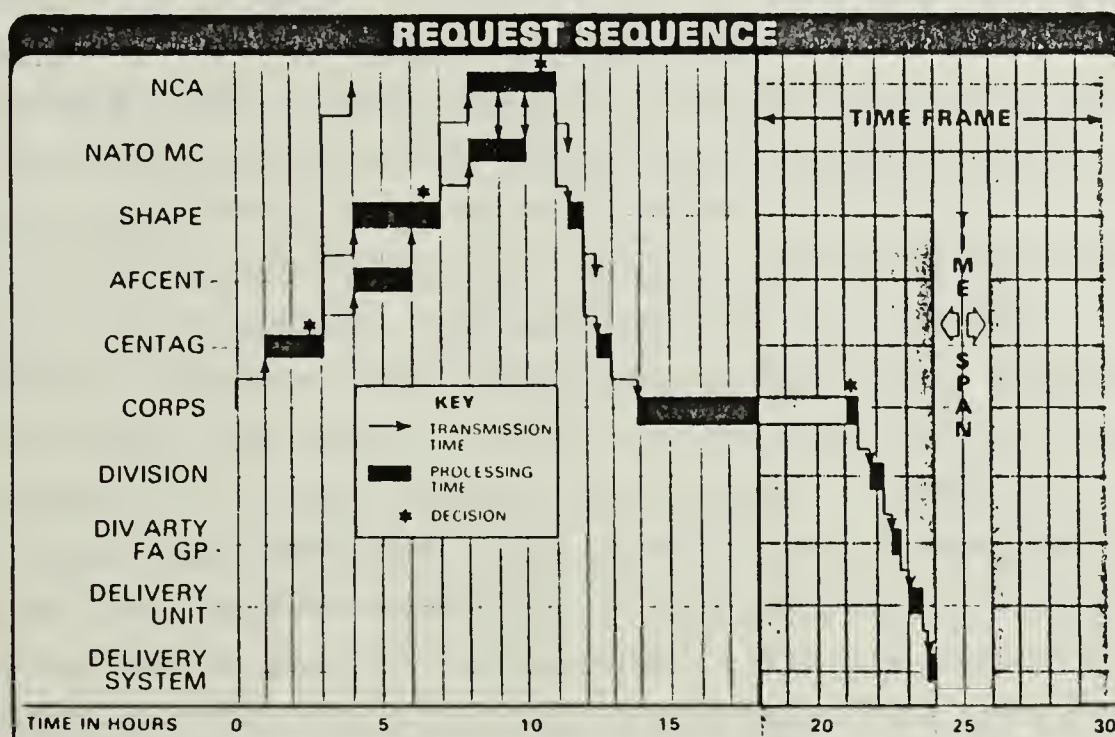 REQUEST SEQUENCE
NCA
NATO MC
SHAPE
AFCENT
CENTAG
CORPS
DIVISION
DIV ARTY
FA GP
DELIVERY
UNIT
DELIVERY
SYSTEM
TIME FRAME
TIME SPAN
KEY
TRANSMISSION
TIME
PROCESSING
TIME
DECISION
TIME IN HOURS 0 5 10 15 20 25 30